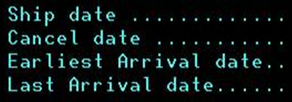 Ship date .............
Cancel date ...........
Earliest Arrival date..
Last Arrival date......